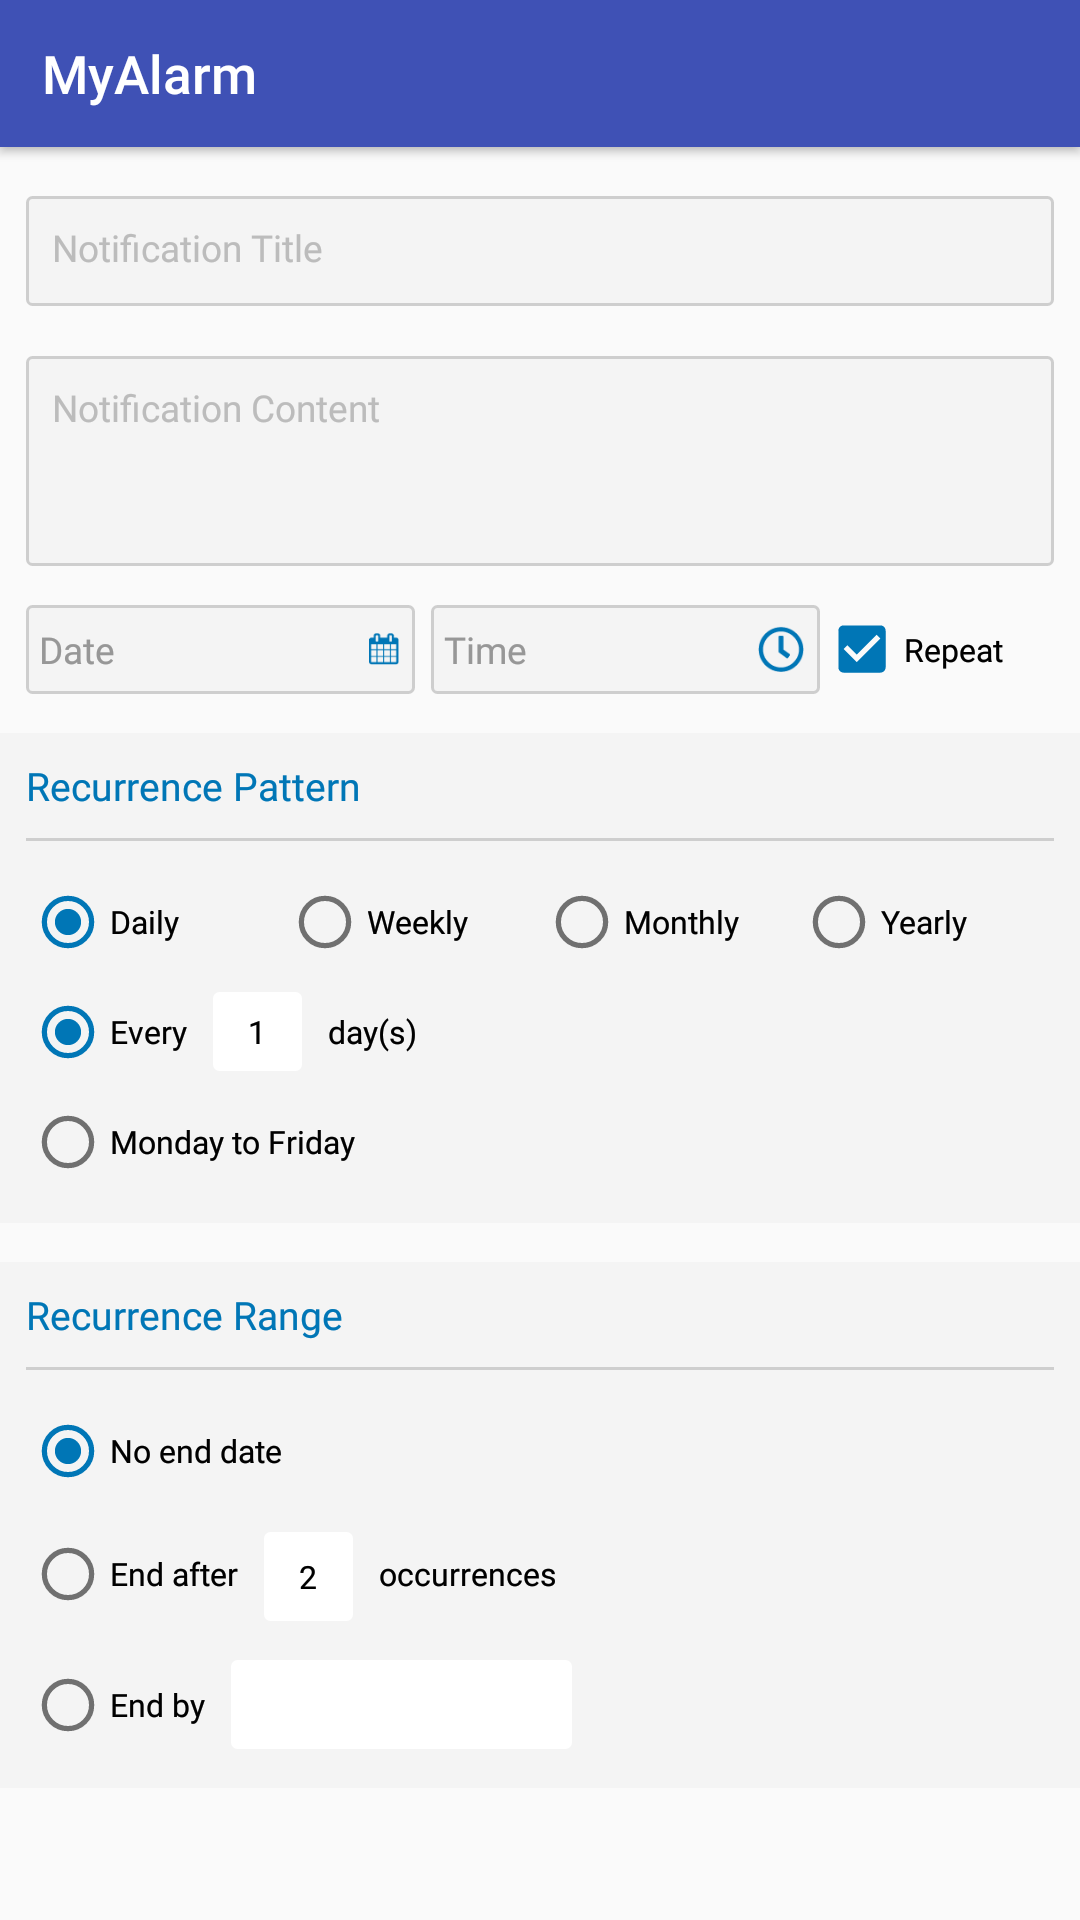 MyAlarm
Notification Title
Notification Content
Date Time Repeat
Recurrence Pattern
Daily Weekly Monthly Yearly
Every 1 day(s)
Monday to Friday
Recurrence Range
No end date
End after 2 occurrences
End by